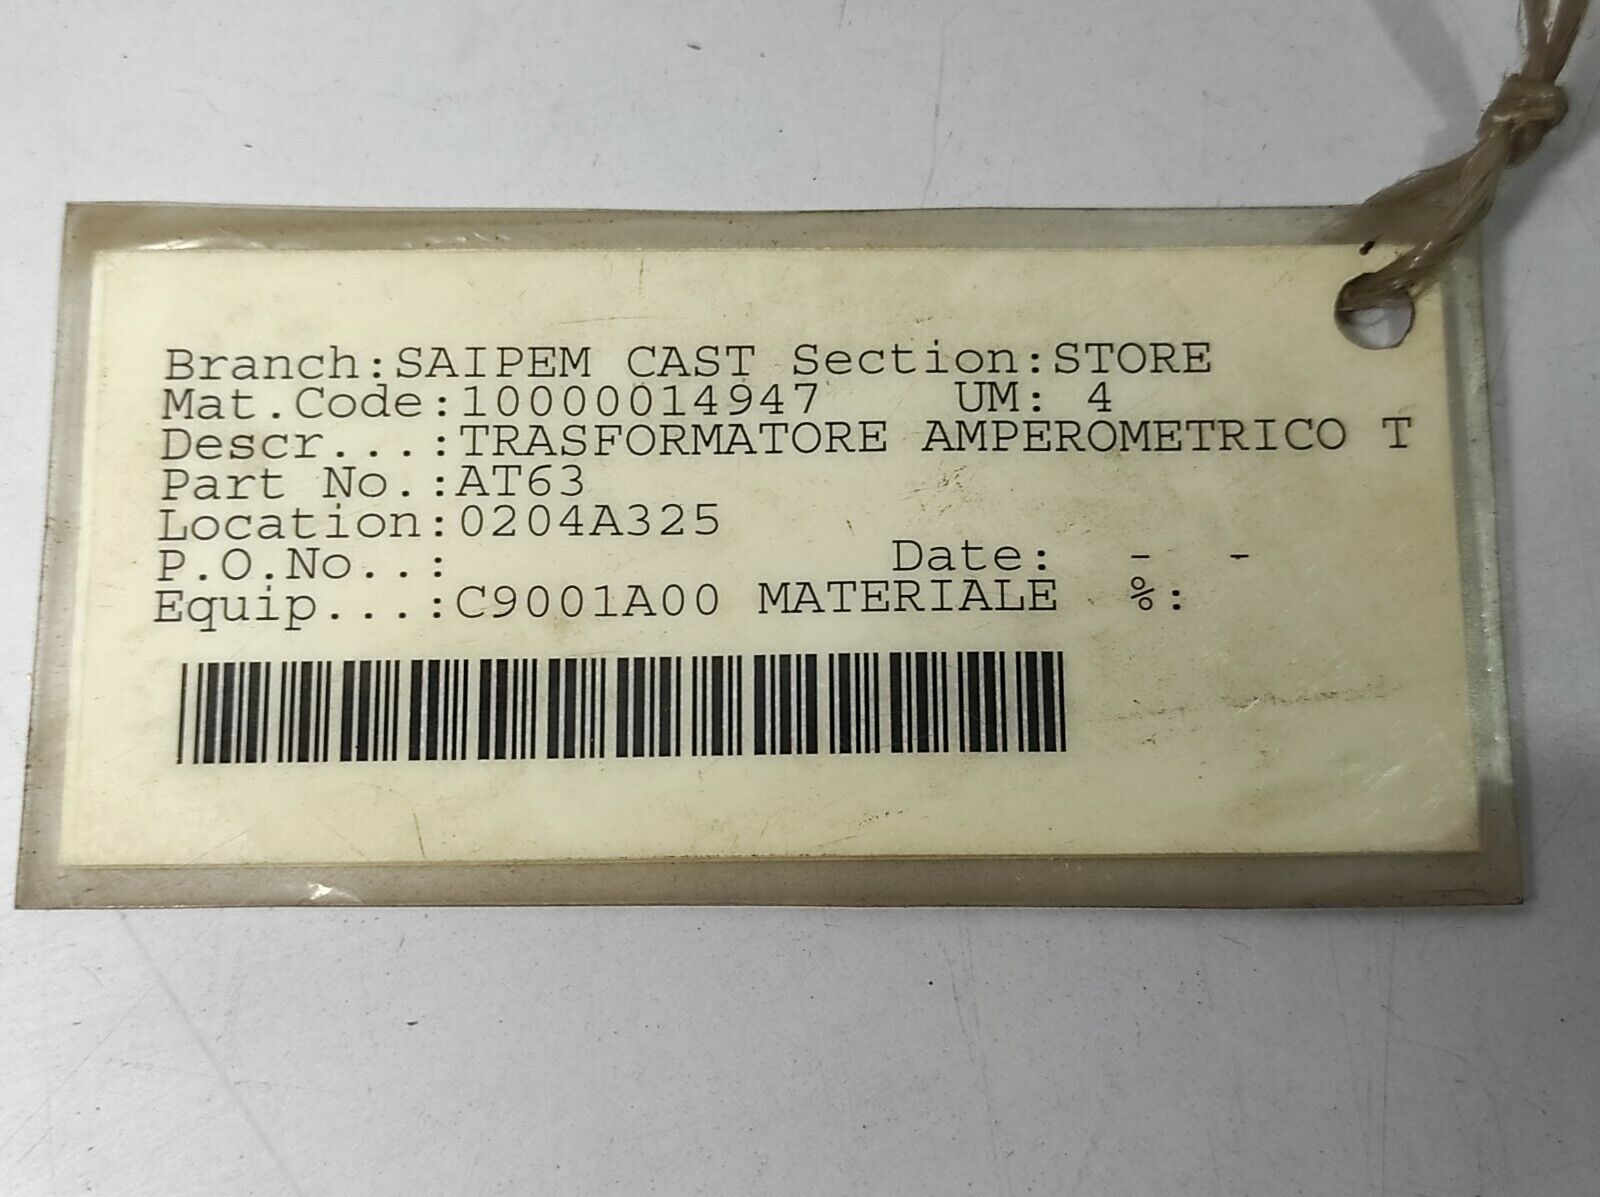 Branch:SAIPEM CAST Section:STORE
Mat.Code:10000014947 UM: 4
Descr...:TRASFORMATORE AMPEROMETRICO T
Part No.:AT63
Location:0204A325
P.O.No..: Date: - -
Equip...:C9001A00 MATERIALE %: